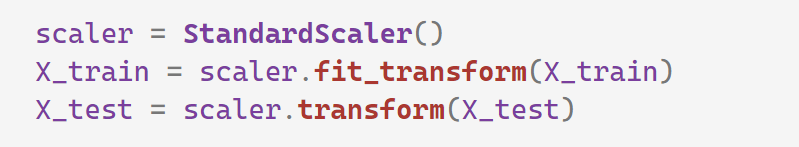 scaler = StandardScaler()
X_train = scaler.fit_transform(X_train)
X_test = scaler.transform(X_test)